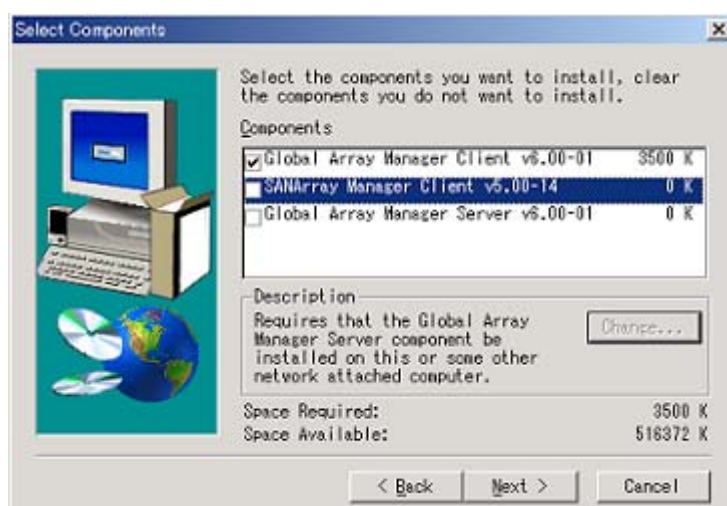 Select Components
Select the components you want to install, clear
the components you do not want to install.
Components
Global Array Manager Client v6.00-01 3500 K
SANArray Manager Client v5.00-14 0 K
Global Array Manager Server v6.00-01 0 K
Description
Requires that the Global Array
Manager Server component be
installed on this or some other
network attached computer.
Change...
Space Required: 3500 K
Space Available: 516372 K
< Back
Next >
Cancel